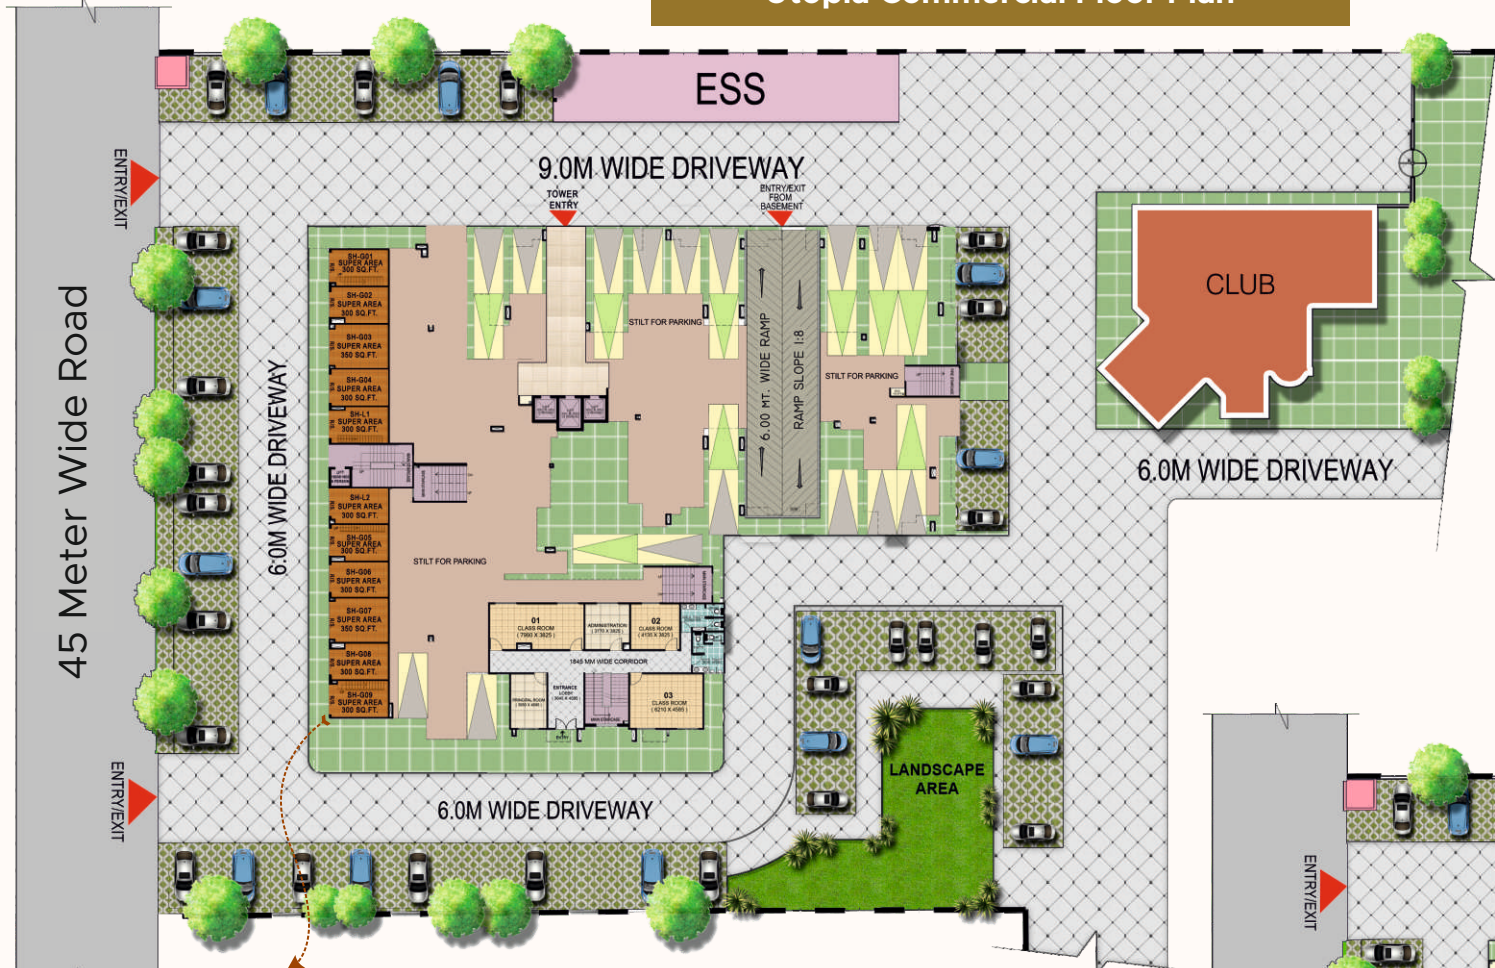 Utopia Commercial Floor Plan
ESS
ENTRY/EXIT
9.0M WIDE DRIVEWAY
TOWER
ENTRY
ENTRY/EXIT
FROM
BASEMENT
45 Meter Wide Road
6.0M WIDE DRIVEWAY
SH-G01
SUPER AREA
300 SQ.FT.
SH-G02
SUPER AREA
300 SQ.FT.
SH-G03
SUPER AREA
350 SQ.FT.
SH-G04
SUPER AREA
300 SQ.FT.
SH-L1
SUPER AREA
300 SQ.FT.
SH-L2
SUPER AREA
300 SQ.FT.
SH-G05
SUPER AREA
300 SQ.FT.
SH-G06
SUPER AREA
300 SQ.FT.
SH-G07
SUPER AREA
350 SQ.FT.
SH-G08
SUPER AREA
300 SQ.FT.
SH-G09
SUPER AREA
300 SQ.FT.
STILT FOR PARKING
6.00 MT. WIDE RAMP
RAMP SLOPE 1:8
STILT FOR PARKING
CLUB
6.0M WIDE DRIVEWAY
STILT FOR PARKING
01
CLASS ROOM
ADMINISTRATION
02
CLASS ROOM
1845 MM WIDE CORRIDOR
ENTRANCE
LOBBY
MAIN STAIRCASE
03
CLASS ROOM
ENTRY
ENTRY/EXIT
6.0M WIDE DRIVEWAY
LANDSCAPE
AREA
ENTRY/EXIT